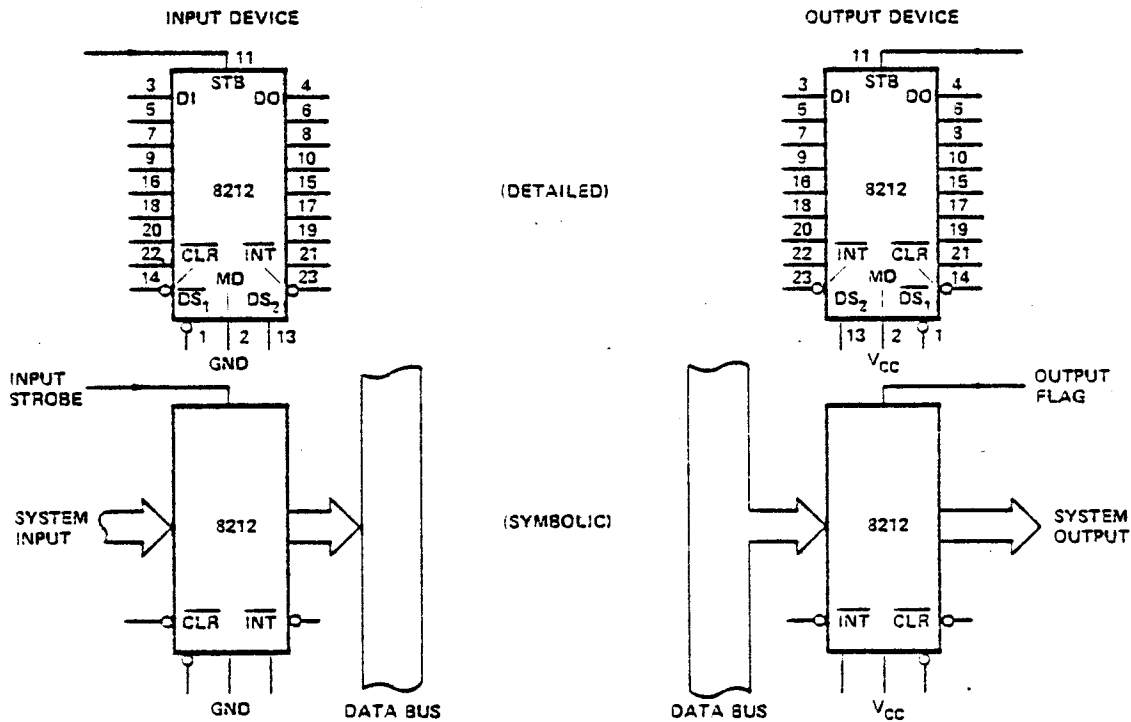 INPUT DEVICE
OUTPUT DEVICE
11
STB
3 DI DO 4
5 6
7 8
9 10
16 15
8212
18 17
20 19
22 CLR INT 21
14 MD 23
DS1 DS2
1 2 13
GND
(DETAILED)
11
STB
3 DI DO 4
5 6
7 3
9 10
16 15
8212
18 17
20 19
22 INT CLR 21
23 MD 14
DS2 DS1
13 2 1
VCC
INPUT
STROBE
SYSTEM
INPUT
8212
CLR INT
GND
DATA BUS
(SYMBOLIC)
OUTPUT
FLAG
8212
SYSTEM
OUTPUT
INT CLR
DATA BUS
VCC